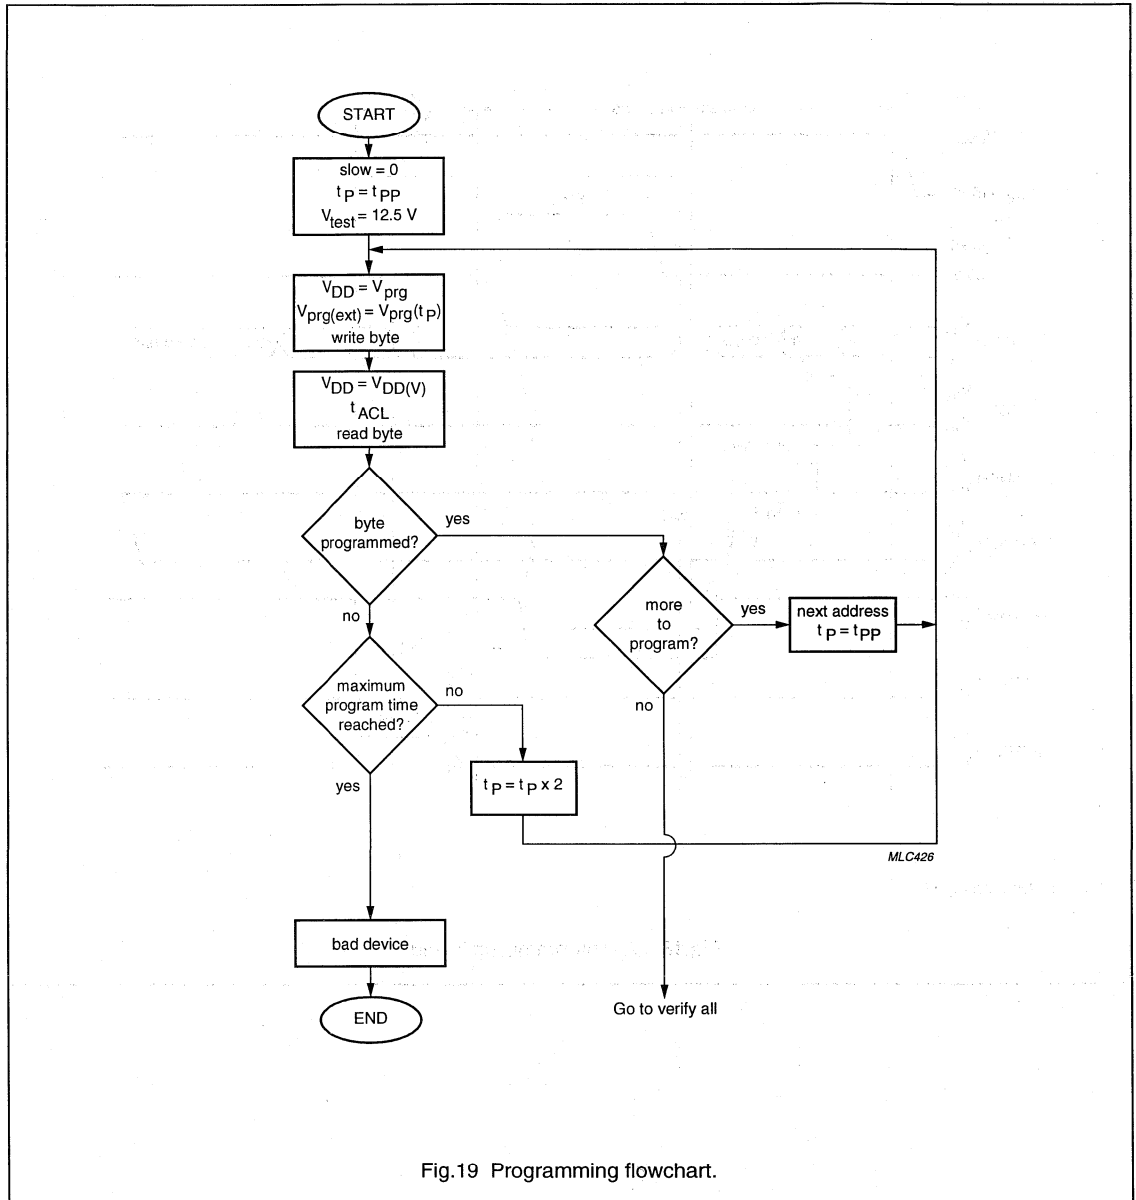 START
slow = 0
tP = tPP
Vtest = 12.5 V
VDD = Vprg
Vprg(ext) = Vprg(tP)
write byte
VDD = VDD(V)
tACL
read byte
byte
programmed?
yes
no
more
to
program?
yes
next address
tP = tPP
no
maximum
program time
reached?
no
yes
tP = tP x 2
MLC426
bad device
END
Go to verify all
Fig.19 Programming flowchart.